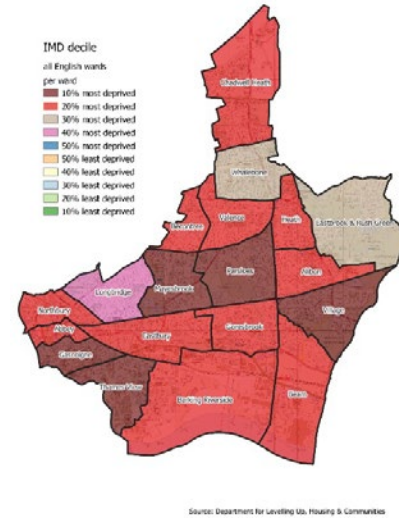 IMD decile
all English wards
per ward
10% most deprived
20% most deprived
30% most deprived
40% most deprived
50% most deprived
50% least deprived
40% least deprived
30% least deprived
20% least deprived
10% least deprived
Chadwell Heath
Whalebone
Valence
Heath
Eastbrook & Rush Green
Becontree
Parsloes
Alibon
Longbridge
Mayesbrook
Village
Northbury
Abbey
Eastbury
Goresbrook
Gascoigne
Thames View
Barking Riverside
Beam
Source: Department for Levelling Up, Housing & Communities